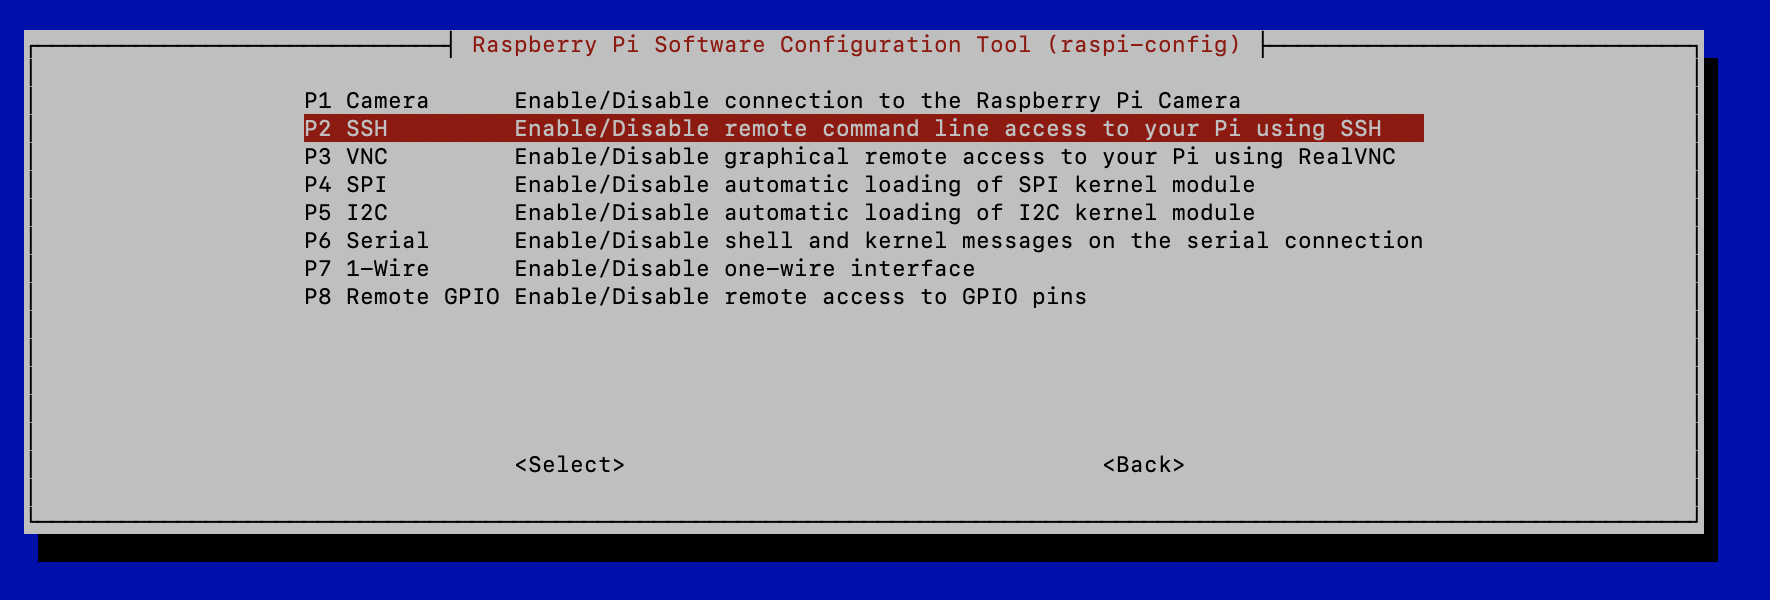 Raspberry Pi Software Configuration Tool (raspi-config)
P1 Camera Enable/Disable connection to the Raspberry Pi Camera
P2 SSH Enable/Disable remote command line access to your Pi using SSH
P3 VNC Enable/Disable graphical remote access to your Pi using RealVNC
P4 SPI Enable/Disable automatic loading of SPI kernel module
P5 I2C Enable/Disable automatic loading of I2C kernel module
P6 Serial Enable/Disable shell and kernel messages on the serial connection
P7 1-Wire Enable/Disable one-wire interface
P8 Remote GPIO Enable/Disable remote access to GPIO pins
<Select> <Back>